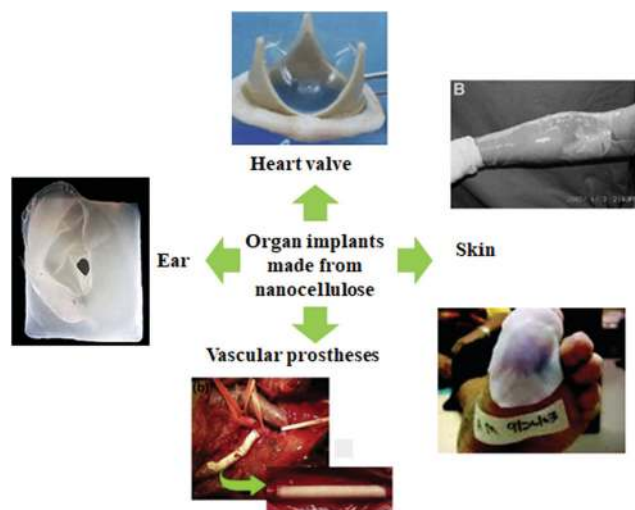 B
Heart valve
Organ implants
made from
nanocellulose
Ear
Skin
Vascular prostheses
(b)